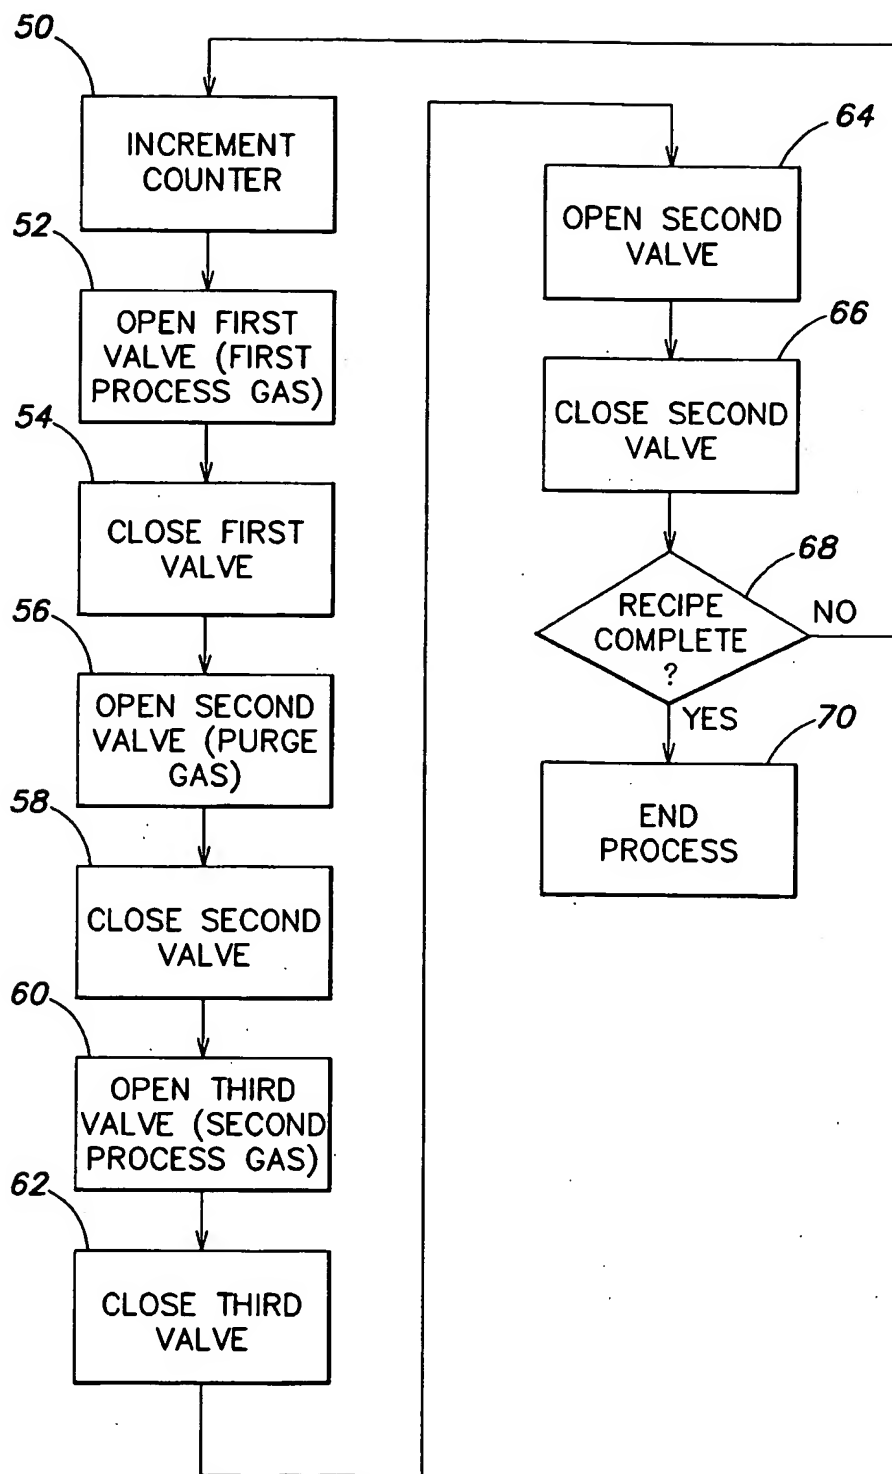 50
INCREMENT
COUNTER
52
OPEN FIRST
VALVE (FIRST
PROCESS GAS)
54
CLOSE FIRST
VALVE
56
OPEN SECOND
VALVE (PURGE
GAS)
58
CLOSE SECOND
VALVE
60
OPEN THIRD
VALVE (SECOND
PROCESS GAS)
62
CLOSE THIRD
VALVE
64
OPEN SECOND
VALVE
66
CLOSE SECOND
VALVE
68
RECIPE
COMPLETE
?
NO
YES
70
END
PROCESS